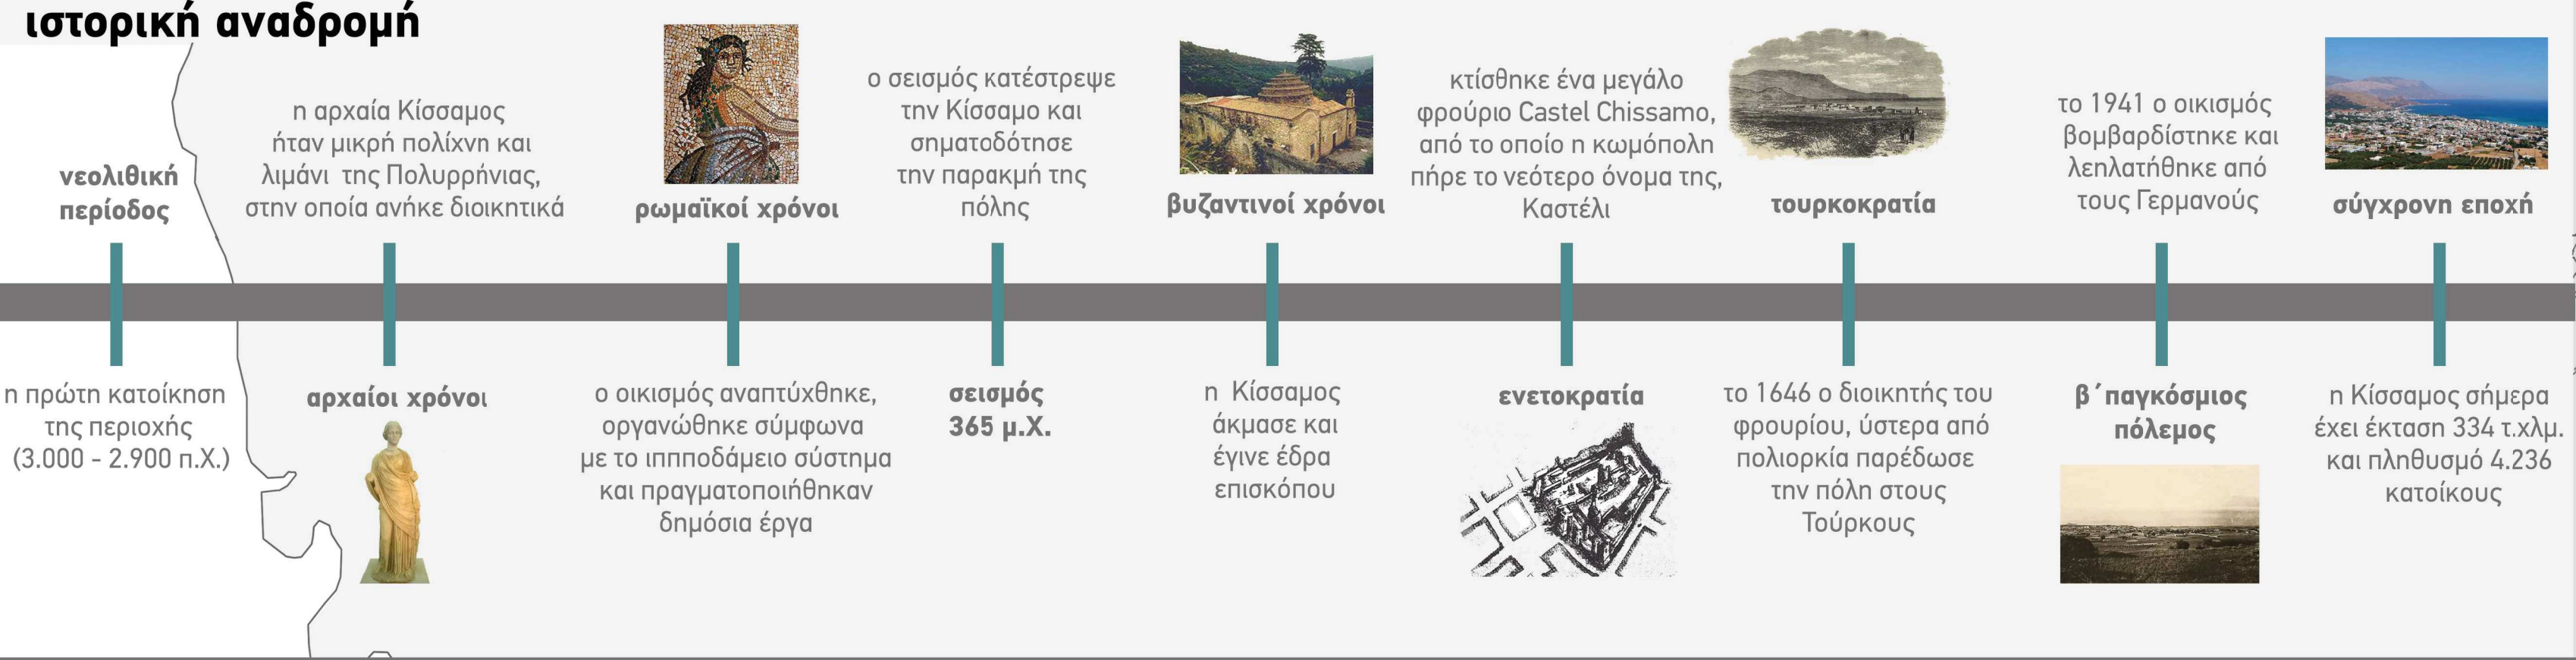 ιστορική αναδρομή
νεολιθική
περίοδος
η πρώτη κατοίκηση
της περιοχής
(3.000 - 2.900 π.Χ.)
η αρχαία Κίσσαμος
ήταν μικρή πολίχνη και
λιμάνι της Πολυρρήνιας,
στην οποία ανήκε διοικητικά
αρχαίοι χρόνοι
ρωμαϊκοί χρόνοι
ο οικισμός αναπτύχθηκε,
οργανώθηκε σύμφωνα
με το ιππποδάμειο σύστημα
και πραγματοποιήθηκαν
δημόσια έργα
ο σεισμός κατέστρεψε
την Κίσσαμο και
σηματοδότησε
την παρακμή της
πόλης
σεισμός
365 μ.Χ.
βυζαντινοί χρόνοι
η Κίσσαμος
άκμασε και
έγινε έδρα
επισκόπου
κτίσθηκε ένα μεγάλο
φρούριο Castel Chissamo,
από το οποίο η κωμόπολη
πήρε το νεότερο όνομα της,
Καστέλι
ενετοκρατία
τουρκοκρατία
το 1646 ο διοικητής του
φρουρίου, ύστερα από
πολιορκία παρέδωσε
την πόλη στους
Τούρκους
το 1941 ο οικισμός
βομβαρδίστηκε και
λεηλατήθηκε από
τους Γερμανούς
β΄παγκόσμιος
πόλεμος
σύγχρονη εποχή
η Κίσσαμος σήμερα
έχει έκταση 334 τ.χλμ.
και πληθυσμό 4.236
κατοίκους